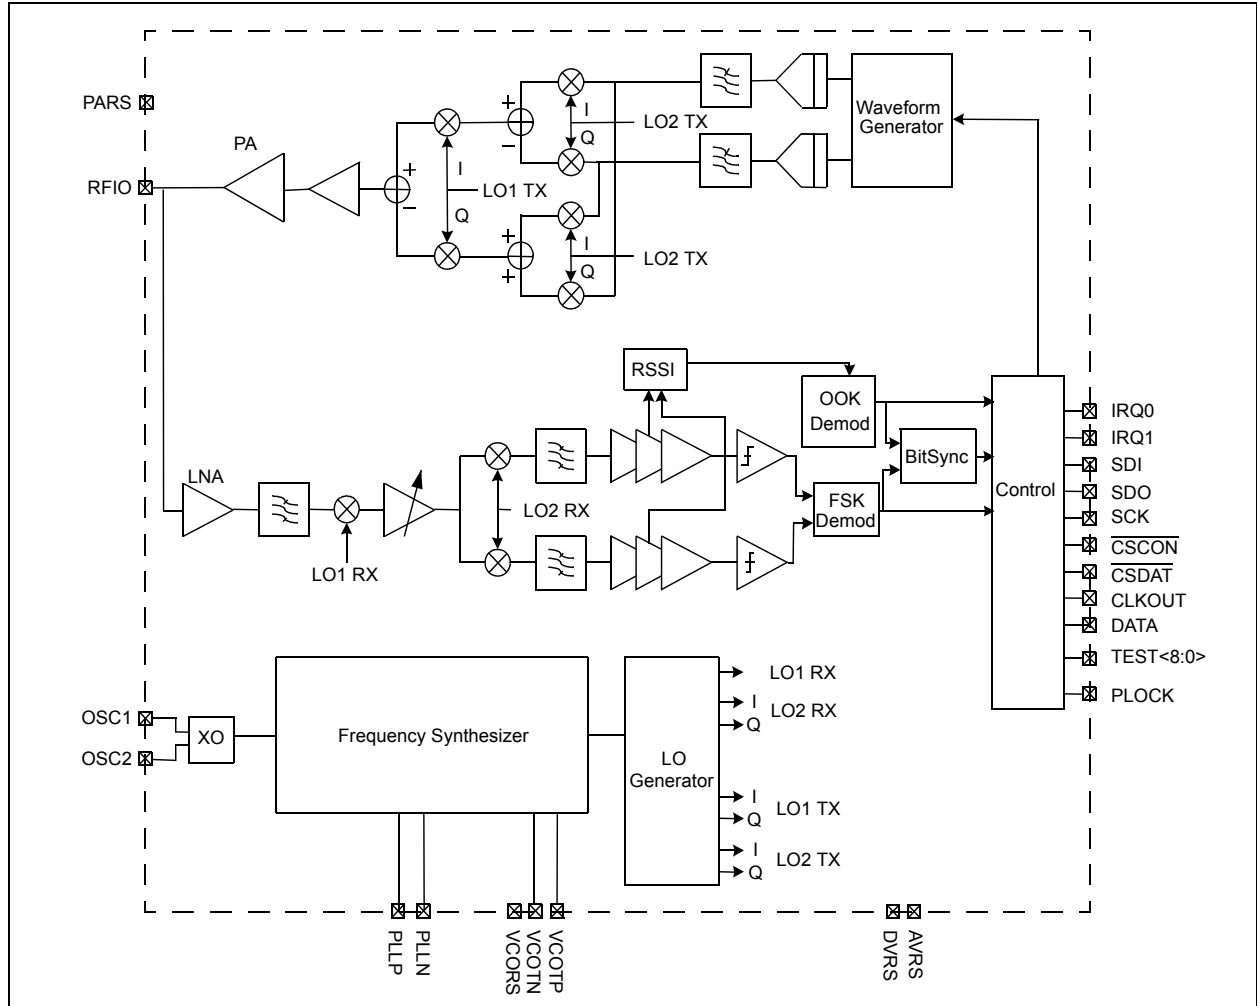 PARS
RFIO
PA
+
−
I
Q
LO1 TX
+
−
I
Q
LO2 TX
+
+
I
Q
LO2 TX
Waveform
Generator
RSSI
OOK
Demod
BitSync
FSK
Demod
Control
LNA
LO1 RX
LO2 RX
IRQ0
IRQ1
SDI
SDO
SCK
CSCON
CSDAT
CLKOUT
DATA
TEST<8:0>
PLOCK
OSC1
OSC2
XO
Frequency Synthesizer
LO
Generator
LO1 RX
I
Q
LO2 RX
I
Q
LO1 TX
I
Q
LO2 TX
PLLP
PLLN
VCORS
VCOTN
VCOTP
DVRS
AVRS